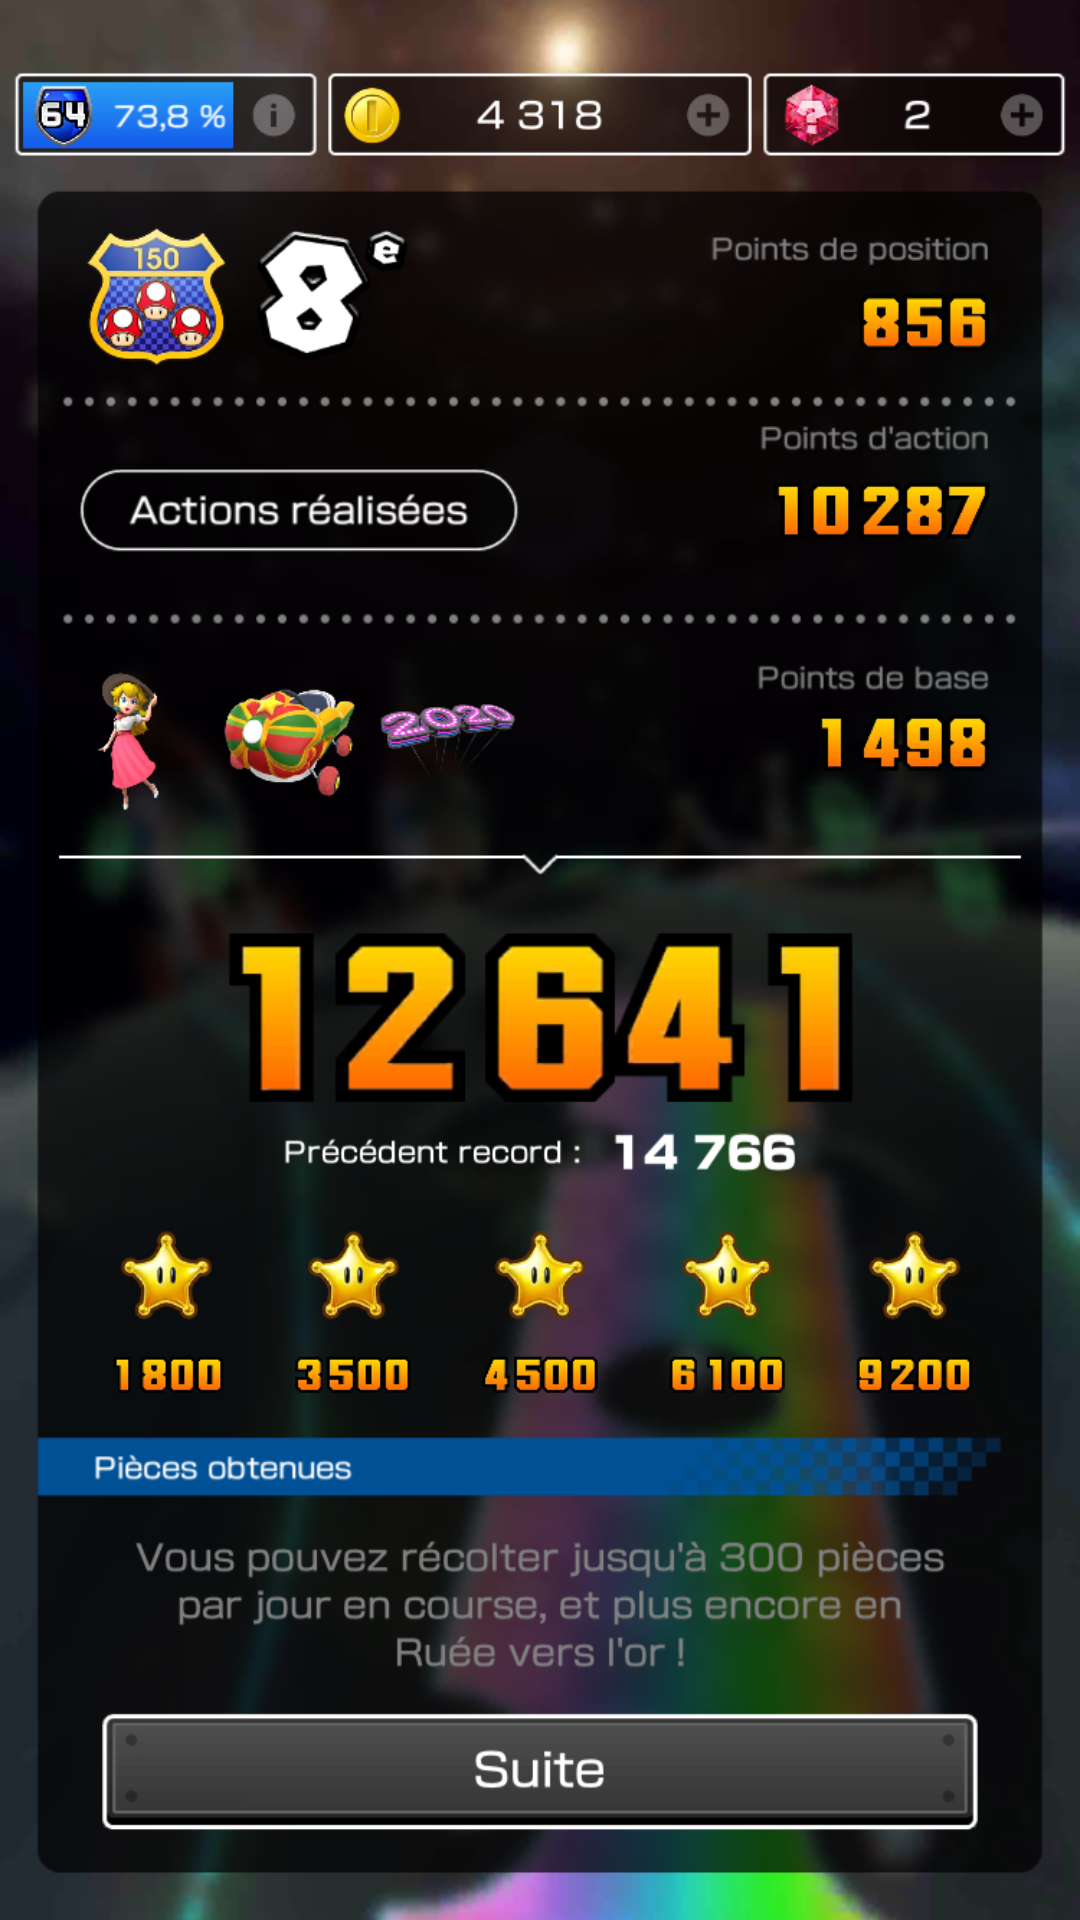 64 73,8 % i 4 318 + ? 2 +
150 8e Points de position
856
Points d'action
Actions réalisées 10 287
Points de base
2020 1 498
12 641
Précédent record : 14 766
1 800 3 500 4 500 6 100 9 200
Pièces obtenues
Vous pouvez récolter jusqu'à 300 pièces
par jour en course, et plus encore en
Ruée vers l'or !
Suite